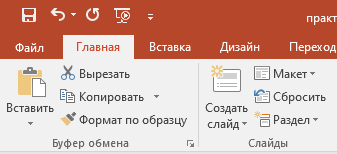 практ
Файл Главная Вставка Дизайн Переход
Вставить
Вырезать
Копировать
Формат по образцу
Буфер обмена
Создать
слайд
Макет
Сбросить
Раздел
Слайды